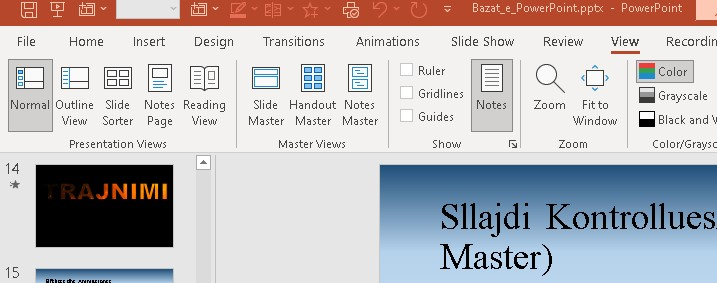 Bazat_e_PowerPoint.pptx - PowerPoint
File Home Insert Design Transitions Animations Slide Show Review View Recordin
Normal Outline View Slide Sorter Notes Page Reading View
Presentation Views
Slide Master Handout Master Notes Master
Master Views
Ruler
Gridlines
Guides
Notes
Show
Zoom Fit to Window
Zoom
Color
Grayscale
Black and V
Color/Graysc
14
TRAJNIMI
15
Sllajdi Kontrollues
Master)